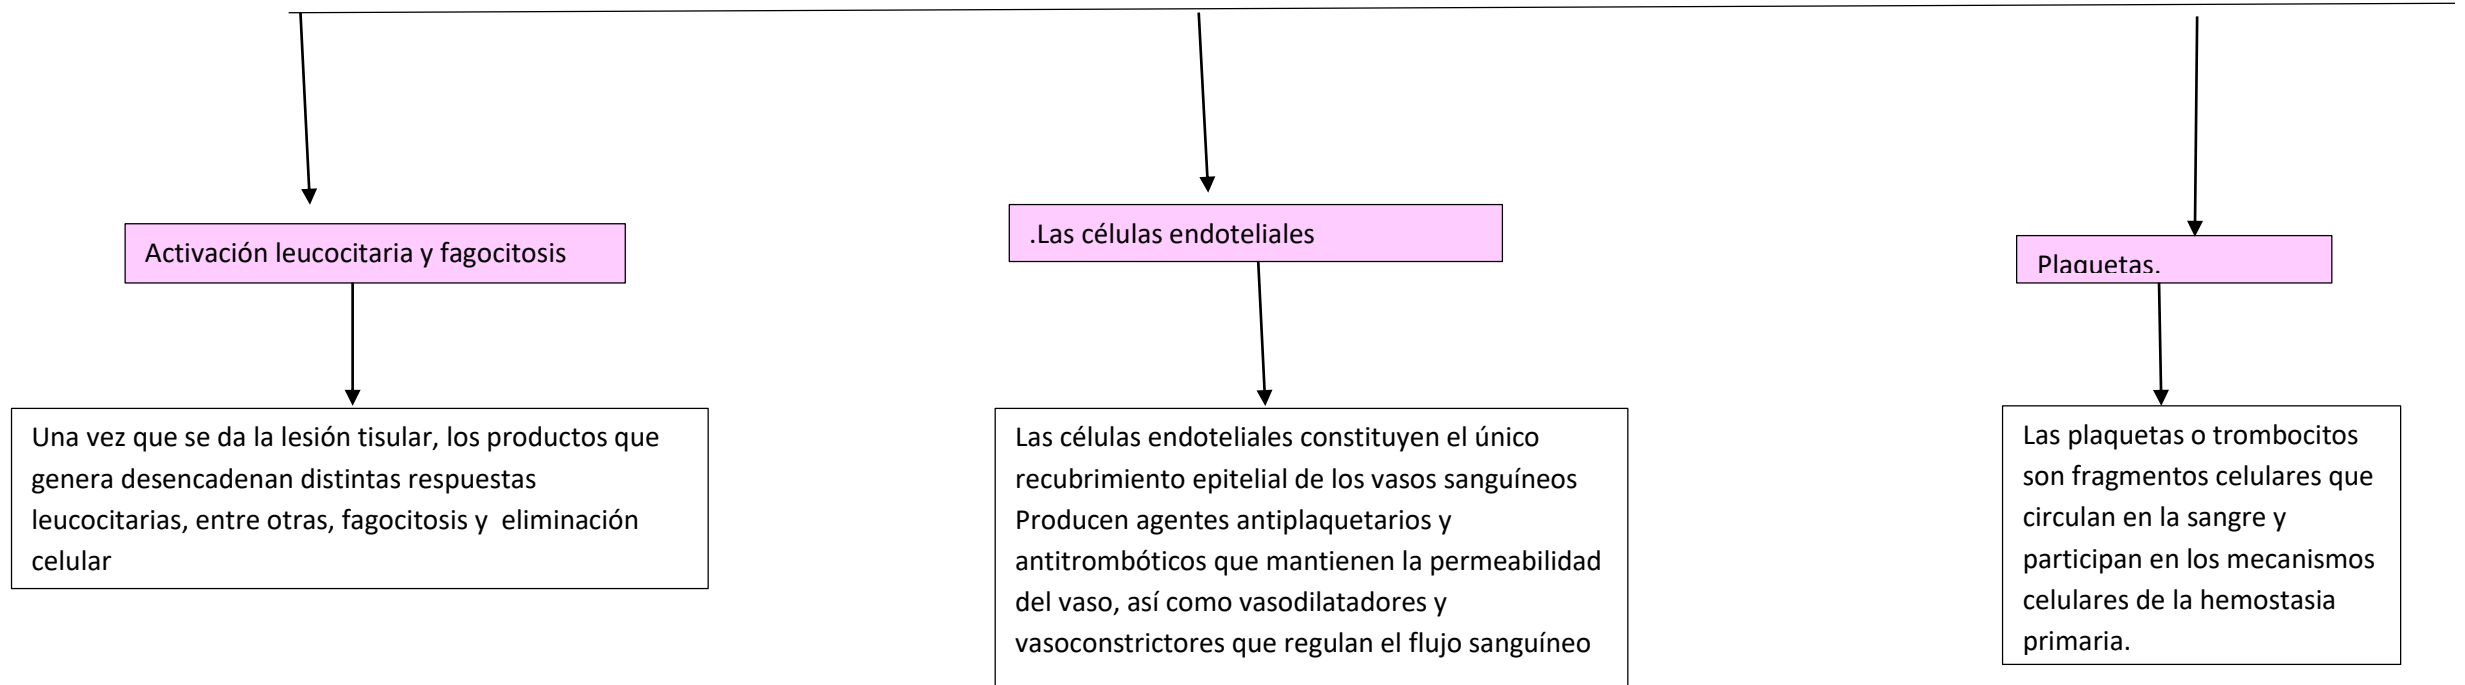 Activación leucocitaria y fagocitosis
.Las células endoteliales
Plaquetas.
Una vez que se da la lesión tisular, los productos que
genera desencadenan distintas respuestas
leucocitarias, entre otras, fagocitosis y  eliminación
celular
Las células endoteliales constituyen el único
recubrimiento epitelial de los vasos sanguíneos
Producen agentes antiplaquetarios y
antitrombóticos que mantienen la permeabilidad
del vaso, así como vasodilatadores y
vasoconstrictores que regulan el flujo sanguíneo
Las plaquetas o trombocitos
son fragmentos celulares que
circulan en la sangre y
participan en los mecanismos
celulares de la hemostasia
primaria.